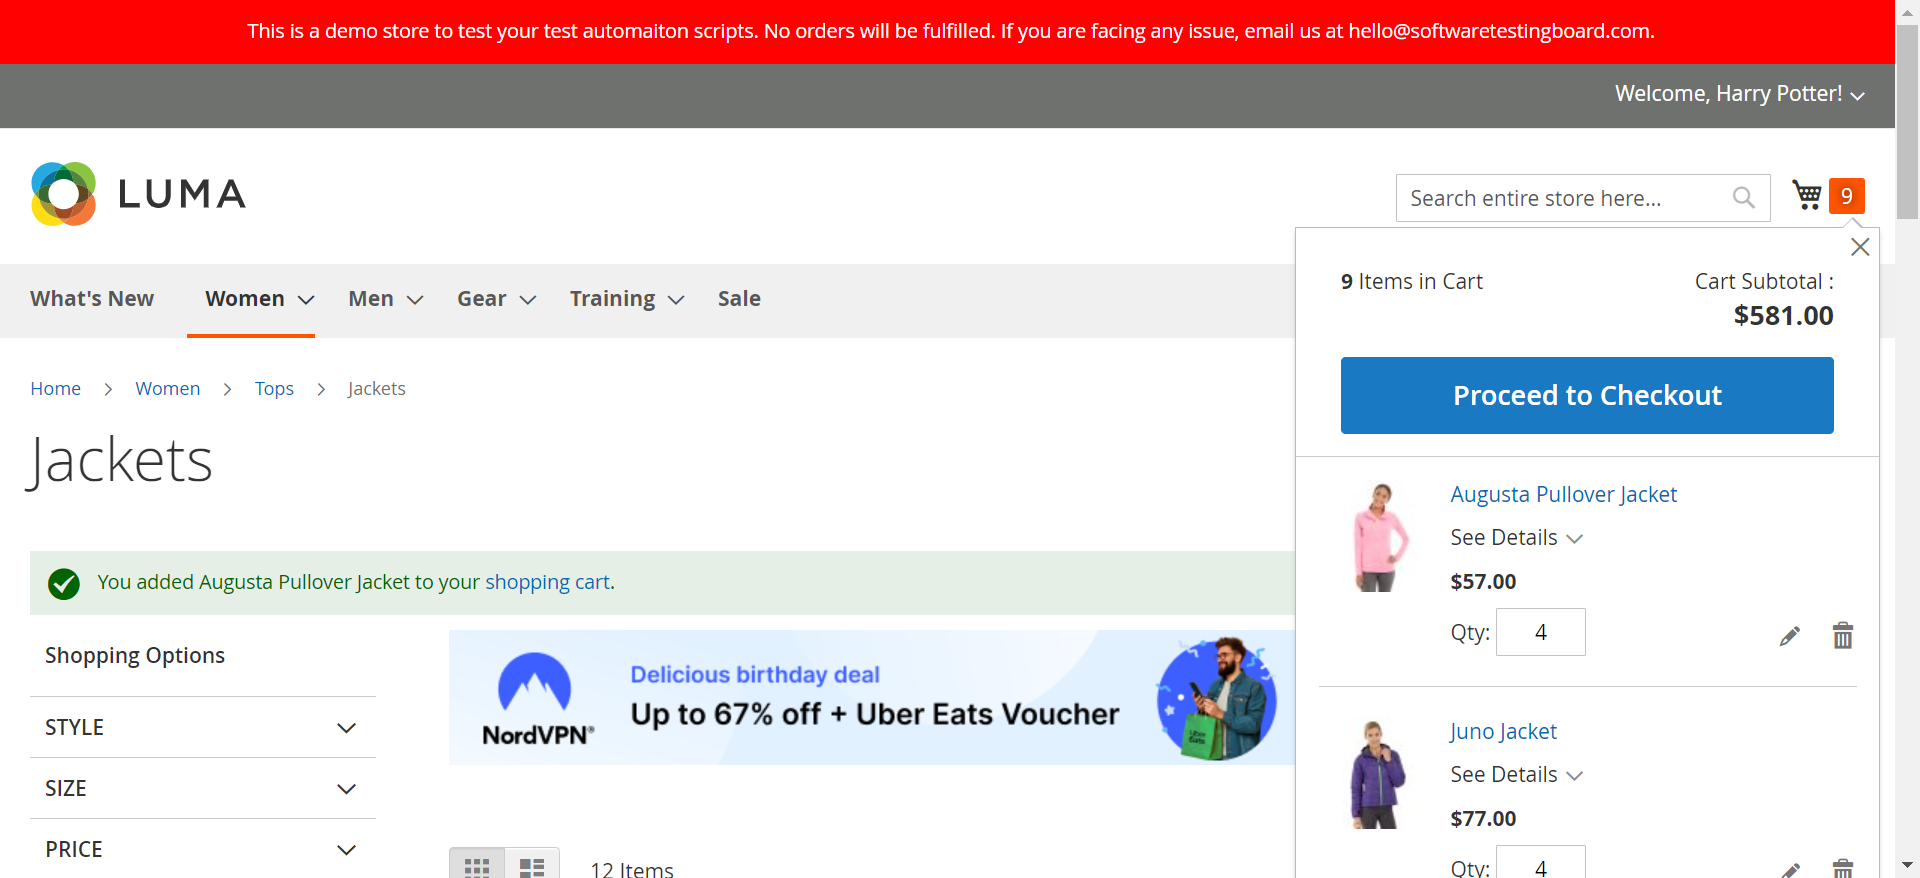 This is a demo store to test your test automaiton scripts. No orders will be fulfilled. If you are facing any issue, email us at hello@softwaretestingboard.com.
Welcome, Harry Potter!
LUMA
Search entire store here...
9
What's New
Women
Men
Gear
Training
Sale
9 Items in Cart
Cart Subtotal :
$581.00
Proceed to Checkout
Home
Women
Tops
Jackets
Jackets
You added Augusta Pullover Jacket to your shopping cart.
Shopping Options
STYLE
SIZE
PRICE
NordVPN®
Delicious birthday deal
Up to 67% off + Uber Eats Voucher
Uber
Eats
12 Items
Augusta Pullover Jacket
See Details
$57.00
Qty: 4
Juno Jacket
See Details
$77.00
Qty: 4